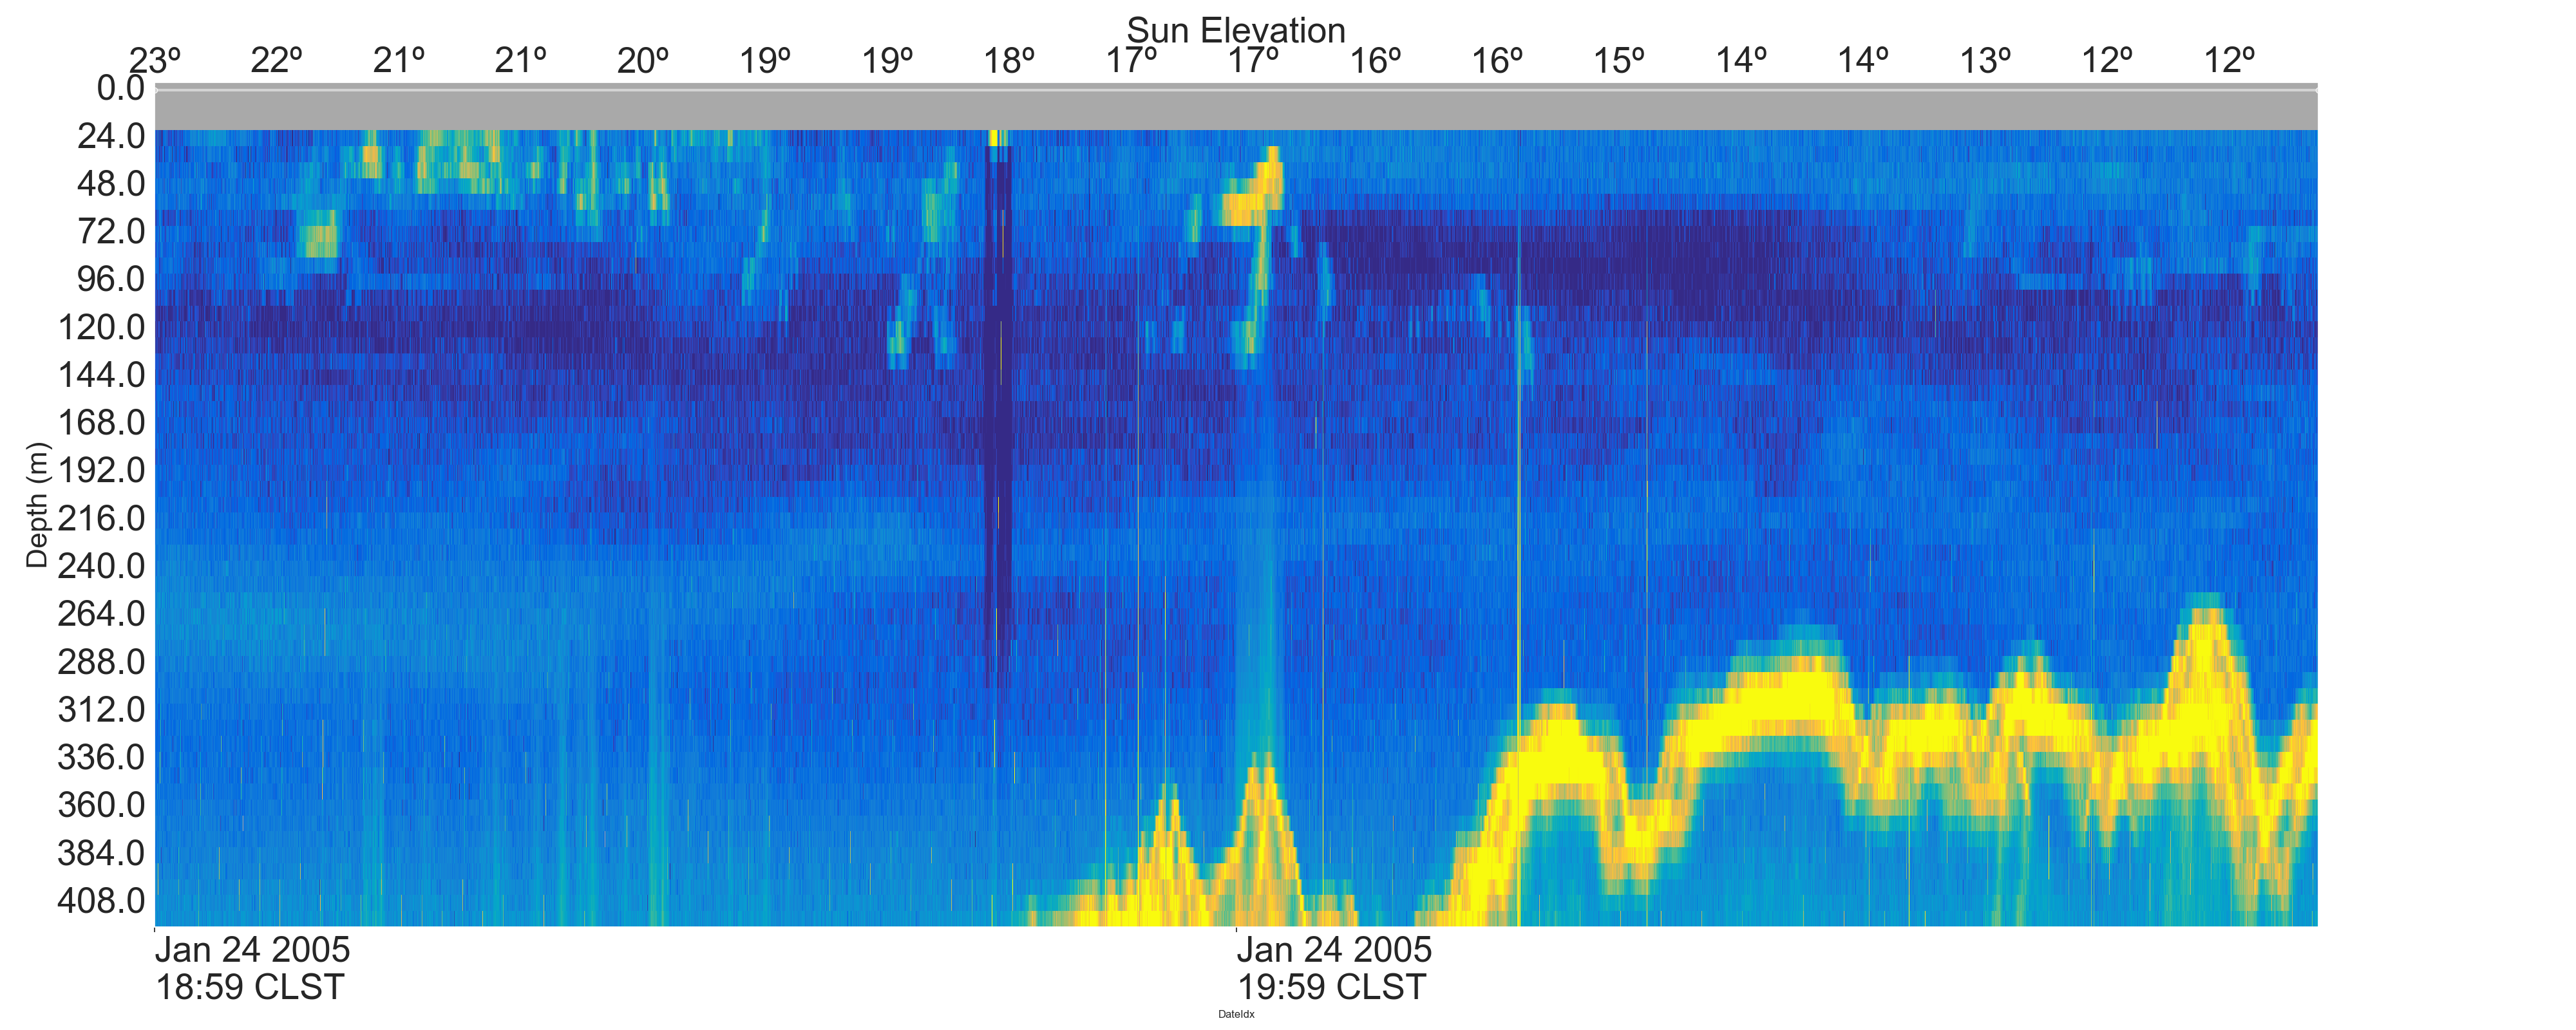 Sun Elevation
23º 22º 21º 21º 20º 19º 19º 18º 17º 17º 16º 16º 15º 14º 14º 13º 12º 12º
0.0
24.0
48.0
72.0
96.0
120.0
144.0
168.0
192.0
216.0
240.0
264.0
288.0
312.0
336.0
360.0
384.0
408.0
Depth (m)
Jan 24 2005
18:59 CLST
Jan 24 2005
19:59 CLST
DateIdx